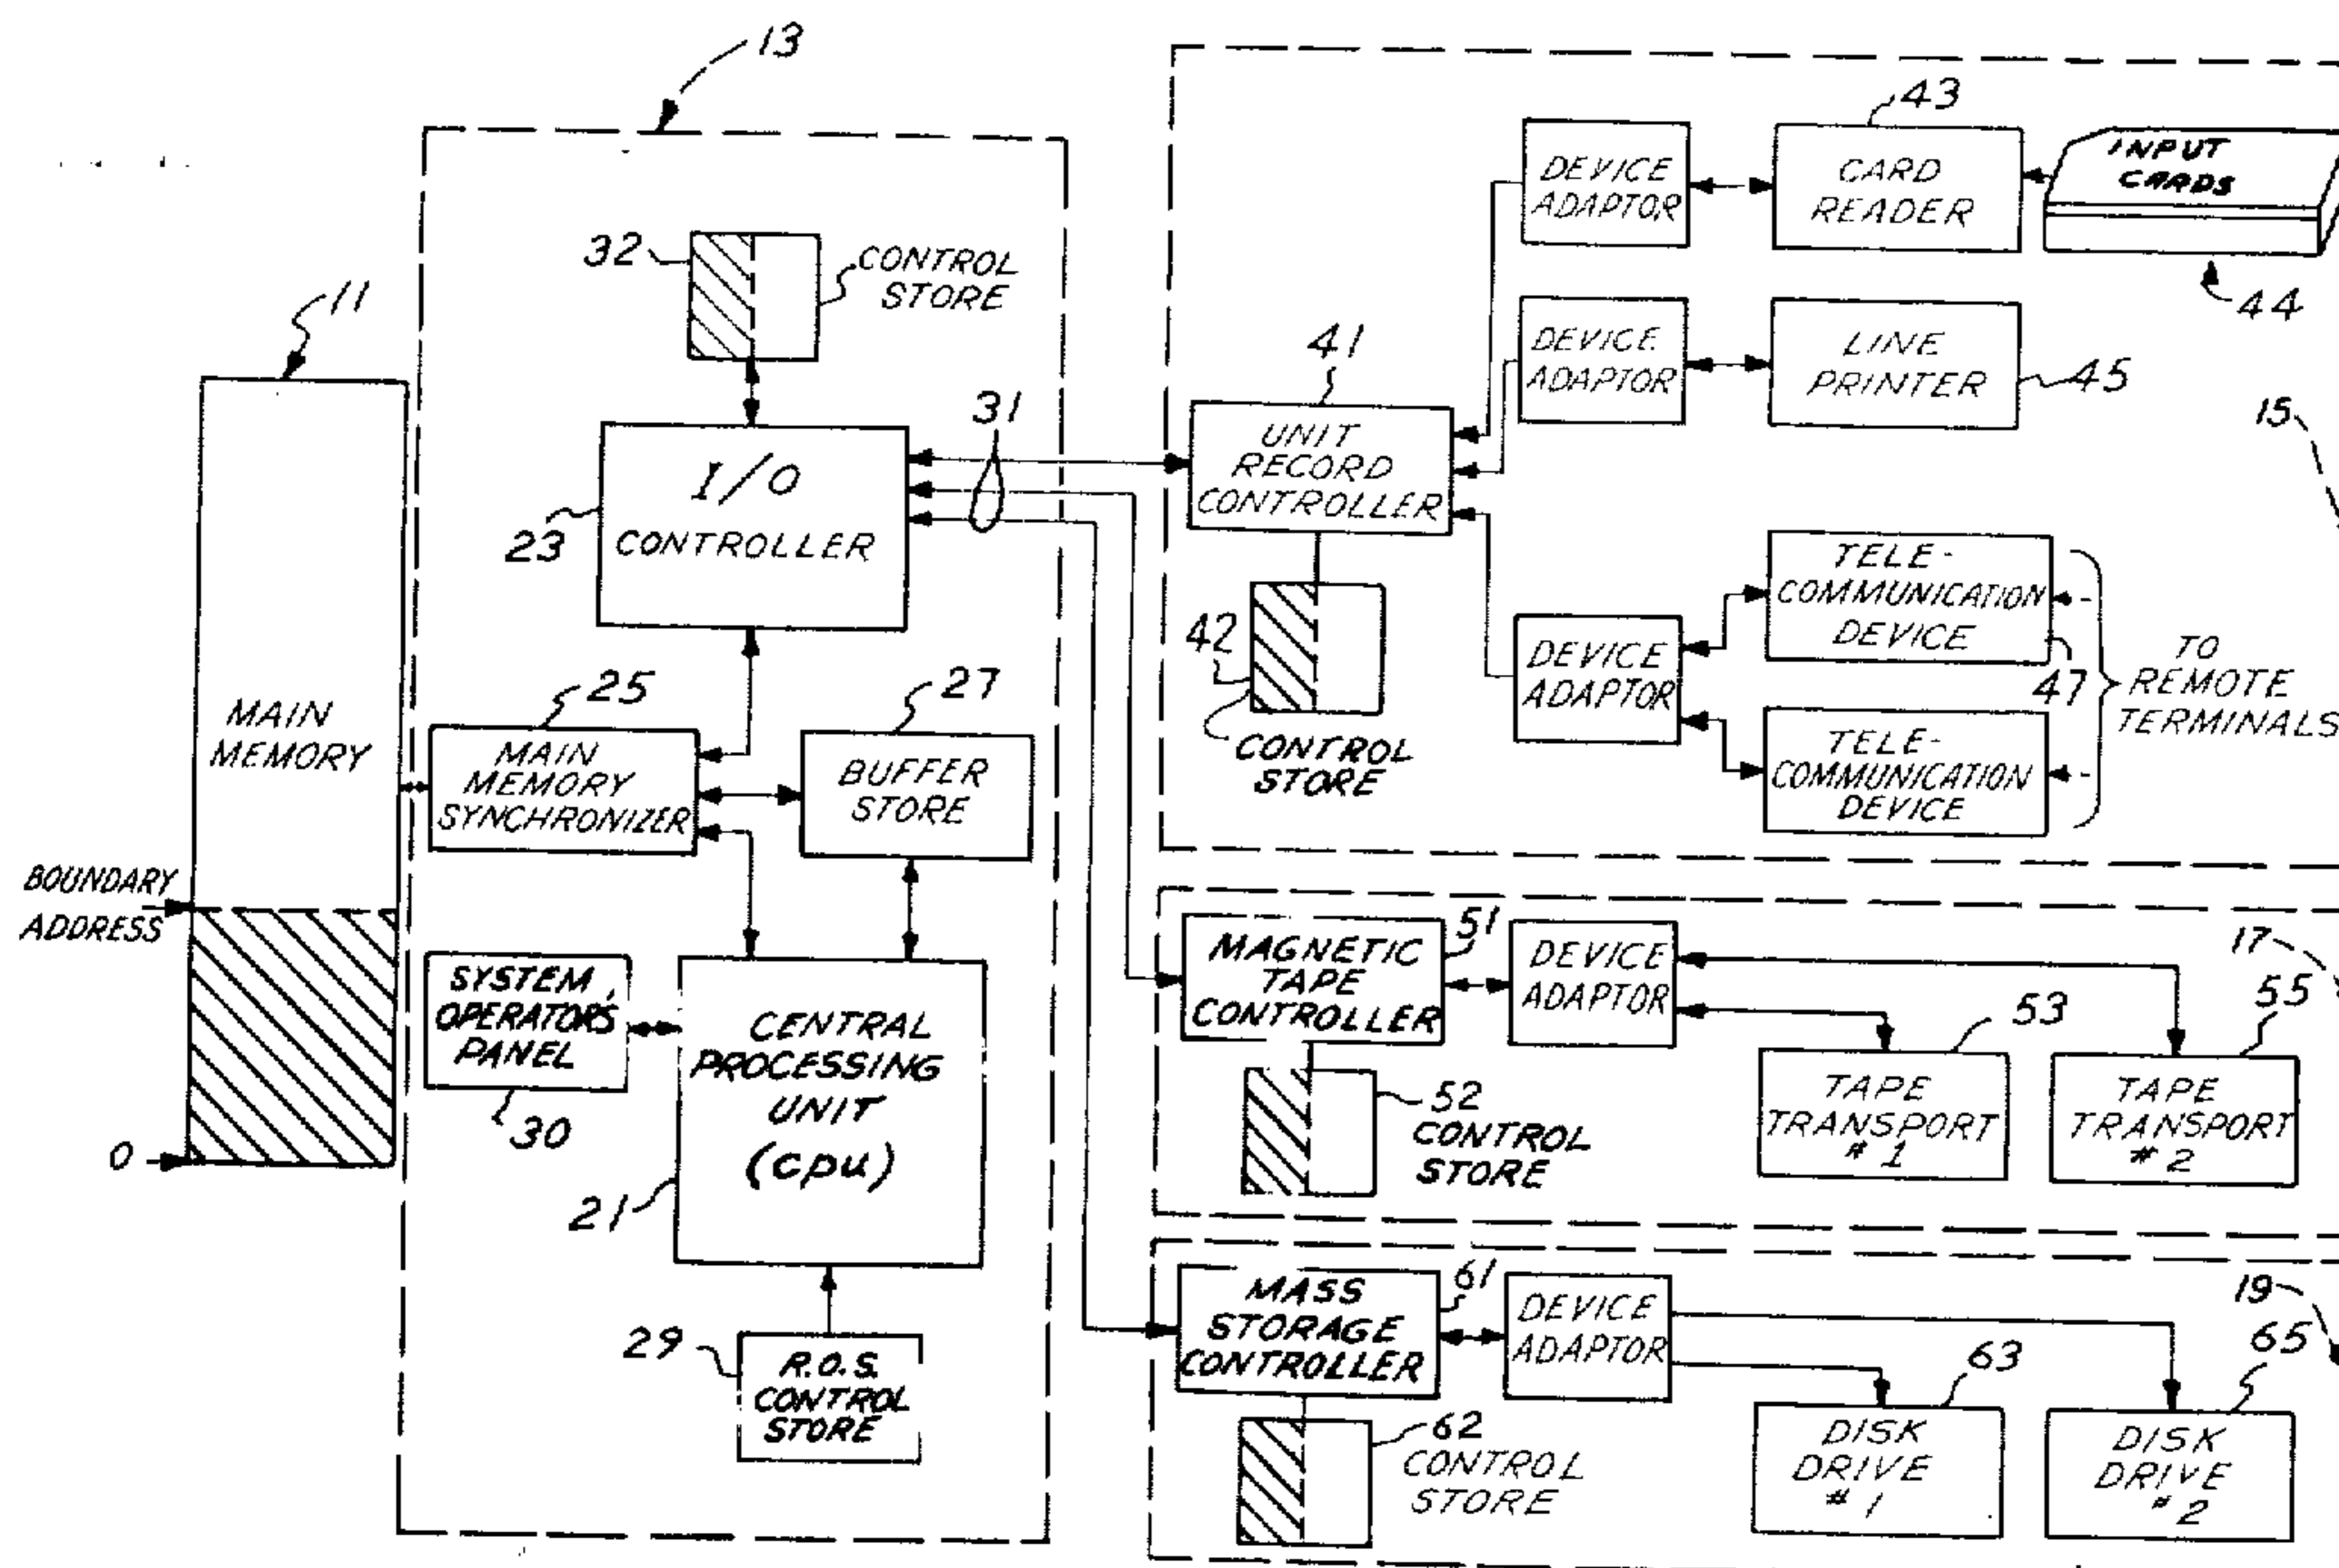 13
32
CONTROL
STORE
11
I/O
CONTROLLER
23
31
MAIN
MEMORY
25
MAIN
MEMORY
SYNCHRONIZER
27
BUFFER
STORE
BOUNDARY
ADDRESS
0
SYSTEM
OPERATOR'S
PANEL
30
CENTRAL
PROCESSING
UNIT
(cpu)
21
29
R.O.S.
CONTROL
STORE
DEVICE
ADAPTOR
43
CARD
READER
INPUT
CARDS
44
DEVICE
ADAPTOR
LINE
PRINTER
45
15
41
UNIT
RECORD
CONTROLLER
42
CONTROL
STORE
DEVICE
ADAPTOR
TELE-
COMMUNICATION
DEVICE
47
TELE-
COMMUNICATION
DEVICE
TO
REMOTE
TERMINALS
51
MAGNETIC
TAPE
CONTROLLER
DEVICE
ADAPTOR
17
53
TAPE
TRANSPORT
# 1
55
TAPE
TRANSPORT
# 2
52
CONTROL
STORE
61
MASS
STORAGE
CONTROLLER
DEVICE
ADAPTOR
19
63
DISK
DRIVE
# 1
65
DISK
DRIVE
# 2
62
CONTROL
STORE